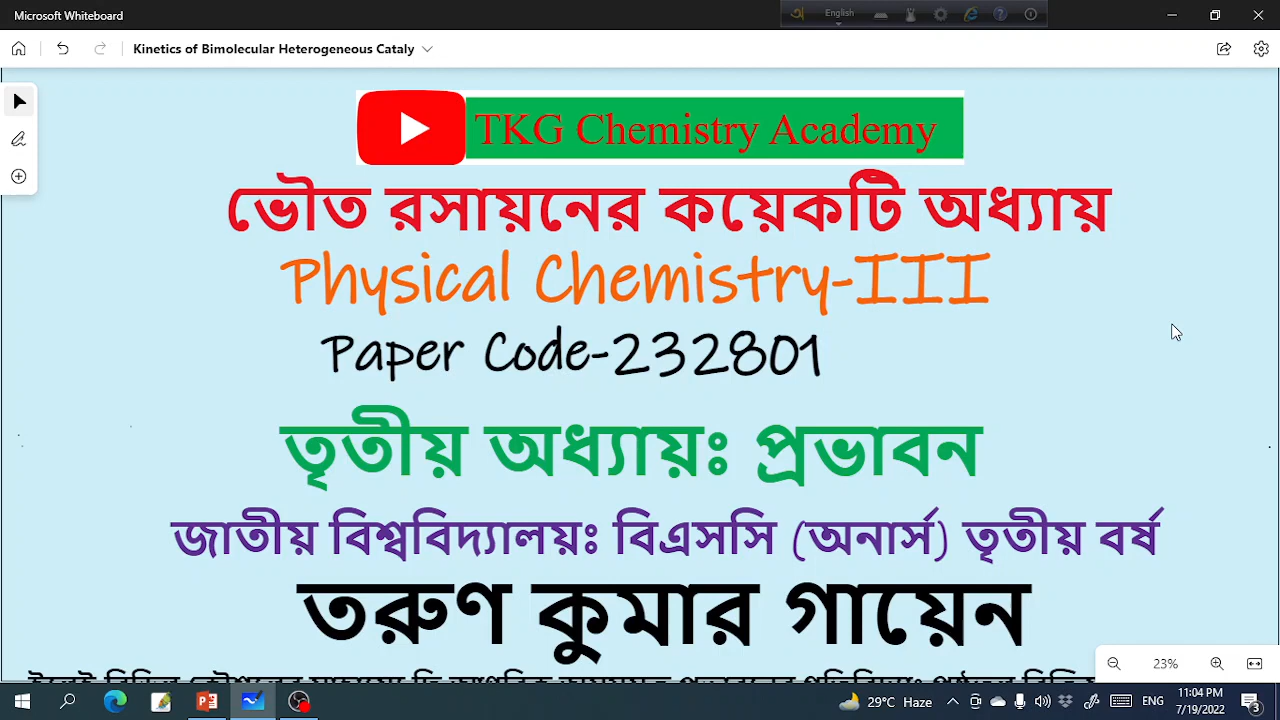 Microsoft Whiteboard
English
Kinetics of Bimolecular Heterogeneous Cataly
TKG Chemistry Academy
ভৌত রসায়নের কয়েকটি অধ্যায়
Physical Chemistry-III
Paper Code-232801
তৃতীয় অধ্যায়ঃ প্রভাবন
জাতীয় বিশ্ববিদ্যালয়ঃ বিএসসি (অনার্স) তৃতীয় বর্ষ
তরুণ কুমার গায়েন
23%
29°C Haze
ENG
11:04 PM
7/19/2022
3